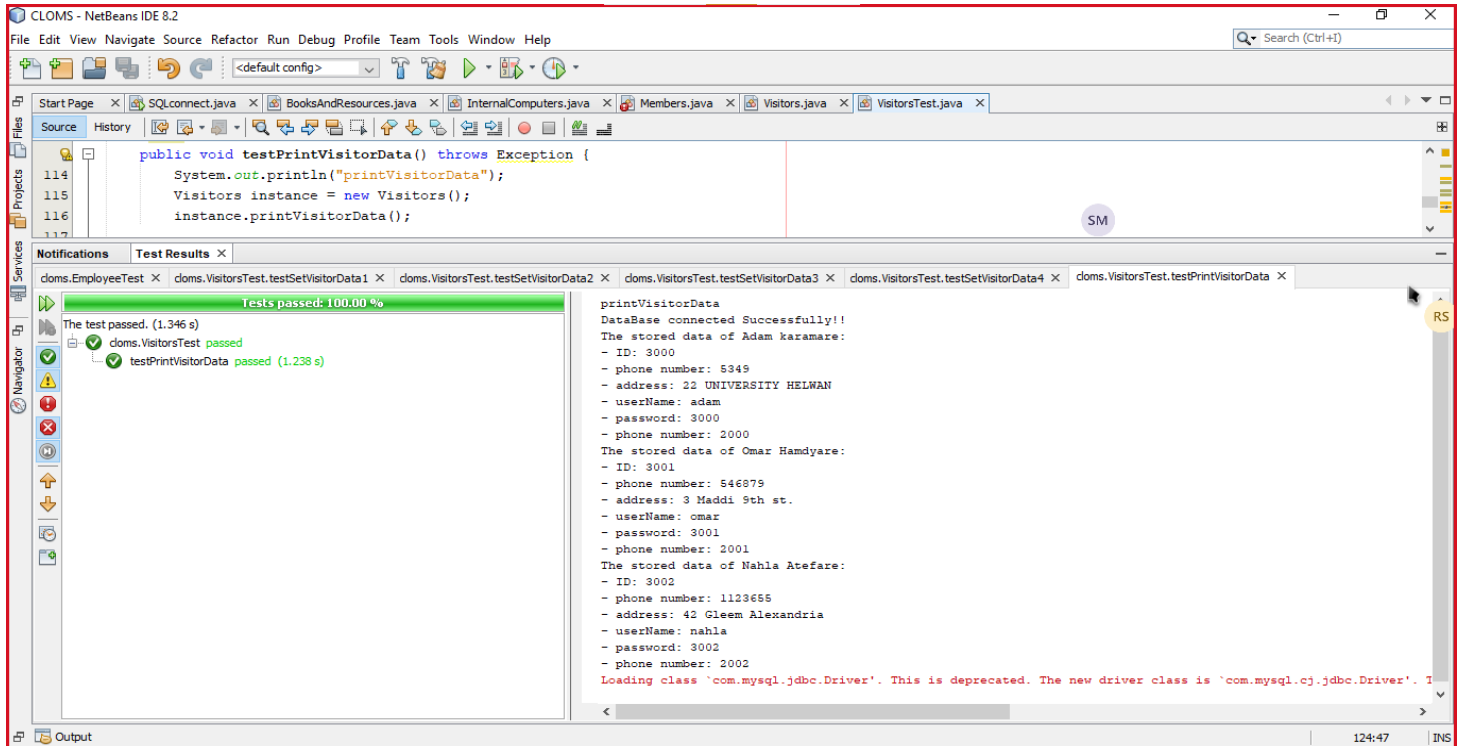 CLOMS - NetBeans IDE 8.2
File Edit View Navigate Source Refactor Run Debug Profile Team Tools Window Help
Search (Ctrl+I)
<default config>
Start Page SQLconnect.java BooksAndResources.java InternalComputers.java Members.java Visitors.java VisitorsTest.java
Files
Projects
Services
Navigator
Source History
public void testPrintVisitorData() throws Exception {
114 System.out.println("printVisitorData");
115 Visitors instance = new Visitors();
116 instance.printVisitorData();
117
SM
Notifications Test Results
cloms.EmployeeTest cloms.VisitorsTest.testSetVisitorData1 cloms.VisitorsTest.testSetVisitorData2 cloms.VisitorsTest.testSetVisitorData3 cloms.VisitorsTest.testSetVisitorData4 cloms.VisitorsTest.testPrintVisitorData
Tests passed: 100.00 %
The test passed. (1.346 s)
cloms.VisitorsTest passed
testPrintVisitorData passed (1.238 s)
RS
printVisitorData
DataBase connected Successfully!!
The stored data of Adam karamare:
- ID: 3000
- phone number: 5349
- address: 22 UNIVERSITY HELWAN
- userName: adam
- password: 3000
- phone number: 2000
The stored data of Omar Hamdyare:
- ID: 3001
- phone number: 546879
- address: 3 Maddi 9th st.
- userName: omar
- password: 3001
- phone number: 2001
The stored data of Nahla Atefare:
- ID: 3002
- phone number: 1123655
- address: 42 Gleem Alexandria
- userName: nahla
- password: 3002
- phone number: 2002
Loading class `com.mysql.jdbc.Driver'. This is deprecated. The new driver class is `com.mysql.cj.jdbc.Driver'. T
Output
124:47 INS